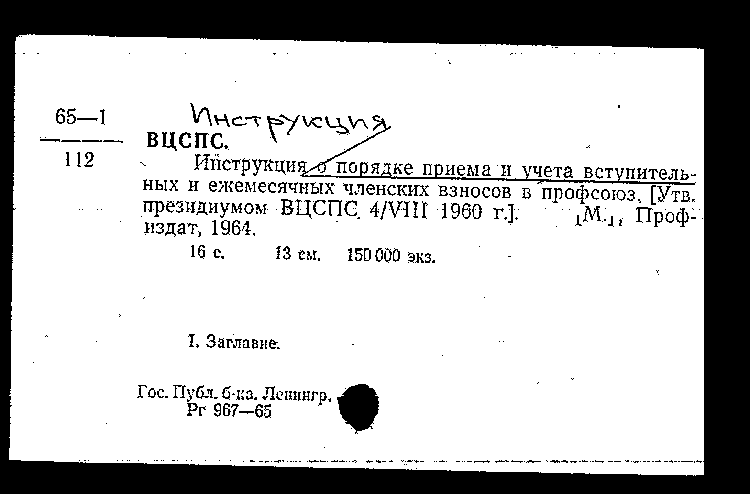 65—1
Инструкция
ВЦСПС.
112
Инструкция о порядке приема и учета вступитель-
ных и ежемесячных членских взносов в профсоюз. [Утв.
президиумом ВЦСПС 4/VIII 1960 г.]. [М.], Проф-
издат, 1964.
16 с. 13 см. 150 000 экз.
I. Заглавие.
Гос. Публ. б-ка. Ленингр.
Рг 967—65